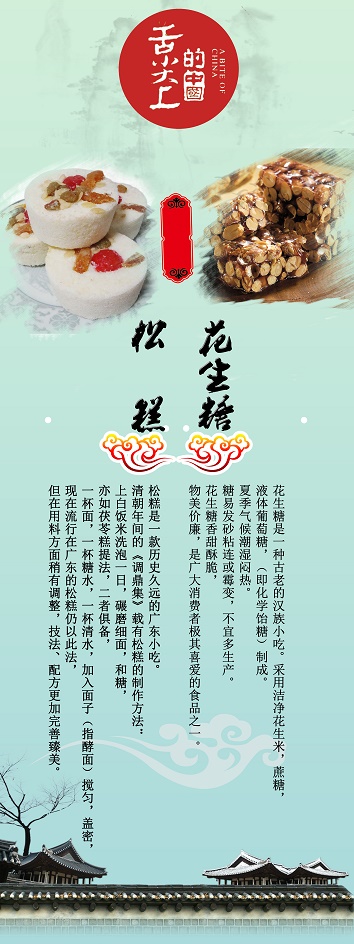 舌尖上
的中国
A BITE OF
CHINA
花生糖
松糕
花生糖是一种古老的汉族小吃。采用洁净花生米，蔗糖，
液体葡萄糖，（即化学饴糖）制成。
夏季气候潮湿闷热。
糖易发砂粘连或霉变，不宜多生产。
花生糖香甜酥脆，
物美价廉，是广大消费者极其喜爱的食品之一。
松糕是一款历史久远的广东小吃。
清朝年间的《调鼎集》载有松糕的制作方法：
上白饭米洗泡一日，碾磨细面，和糖，
亦如茯苓糕提法，二者俱备，
一杯面，一杯糖水，一杯清水，加入面子（指酵面）搅匀，盖密，
现在流行在广东的松糕仍以此法，
但在用料方面稍有调整，技法、配方更加完善臻美。